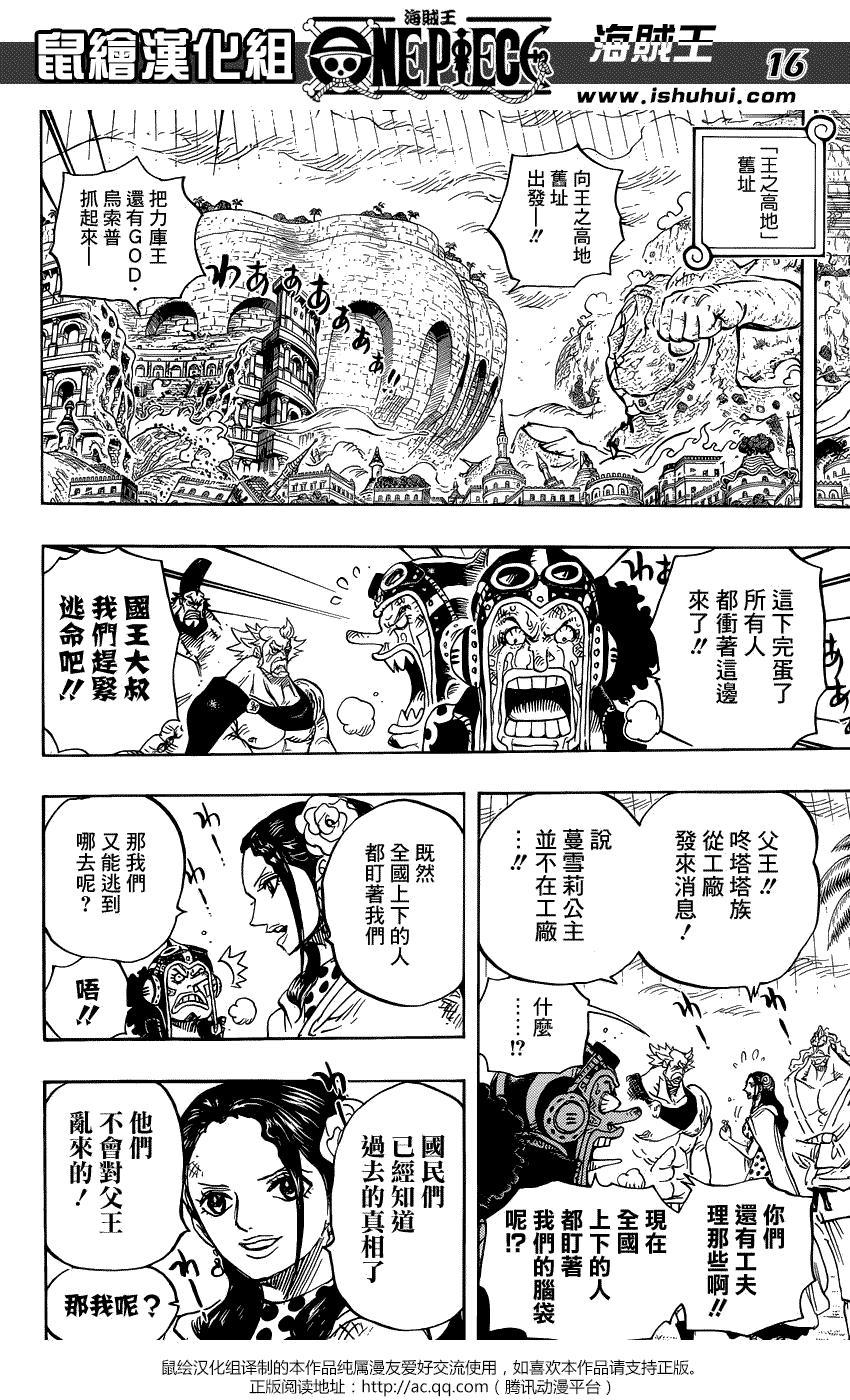 鼠繪漢化組
海賊王
ONE PIECE
海賊王
16
www.ishuhui.com
「王之高地」
舊址
向王之高地
舊址
出發—!!
把力庫王
還有GOD・
烏索普
抓起來—
わぁぁぁぁぁぁ!!
這下完蛋了
所有人
都衝著這邊
來了!!
國王大叔
我們趕緊
逃命吧!!
父王!!
咚塔塔族
從工廠
發來消息!
說
蔓雪莉公主
並不在工廠
⋯!!
什麼
⋯⋯!?
你們
還有工夫
理那些啊!!
現在
全國
上下的人
都盯著
我們的腦袋
呢!?
既然
全國上下的人
都盯著我們
那我們
又能逃到
哪去呢?
唔!!
國民們
已經知道
過去的真相了
他們
不會對父王
亂來的!
那我呢?
鼠绘汉化组译制的本作品纯属漫友爱好交流使用，如喜欢本作品请支持正版。
正版阅读地址：http://ac.qq.com（腾讯动漫平台）